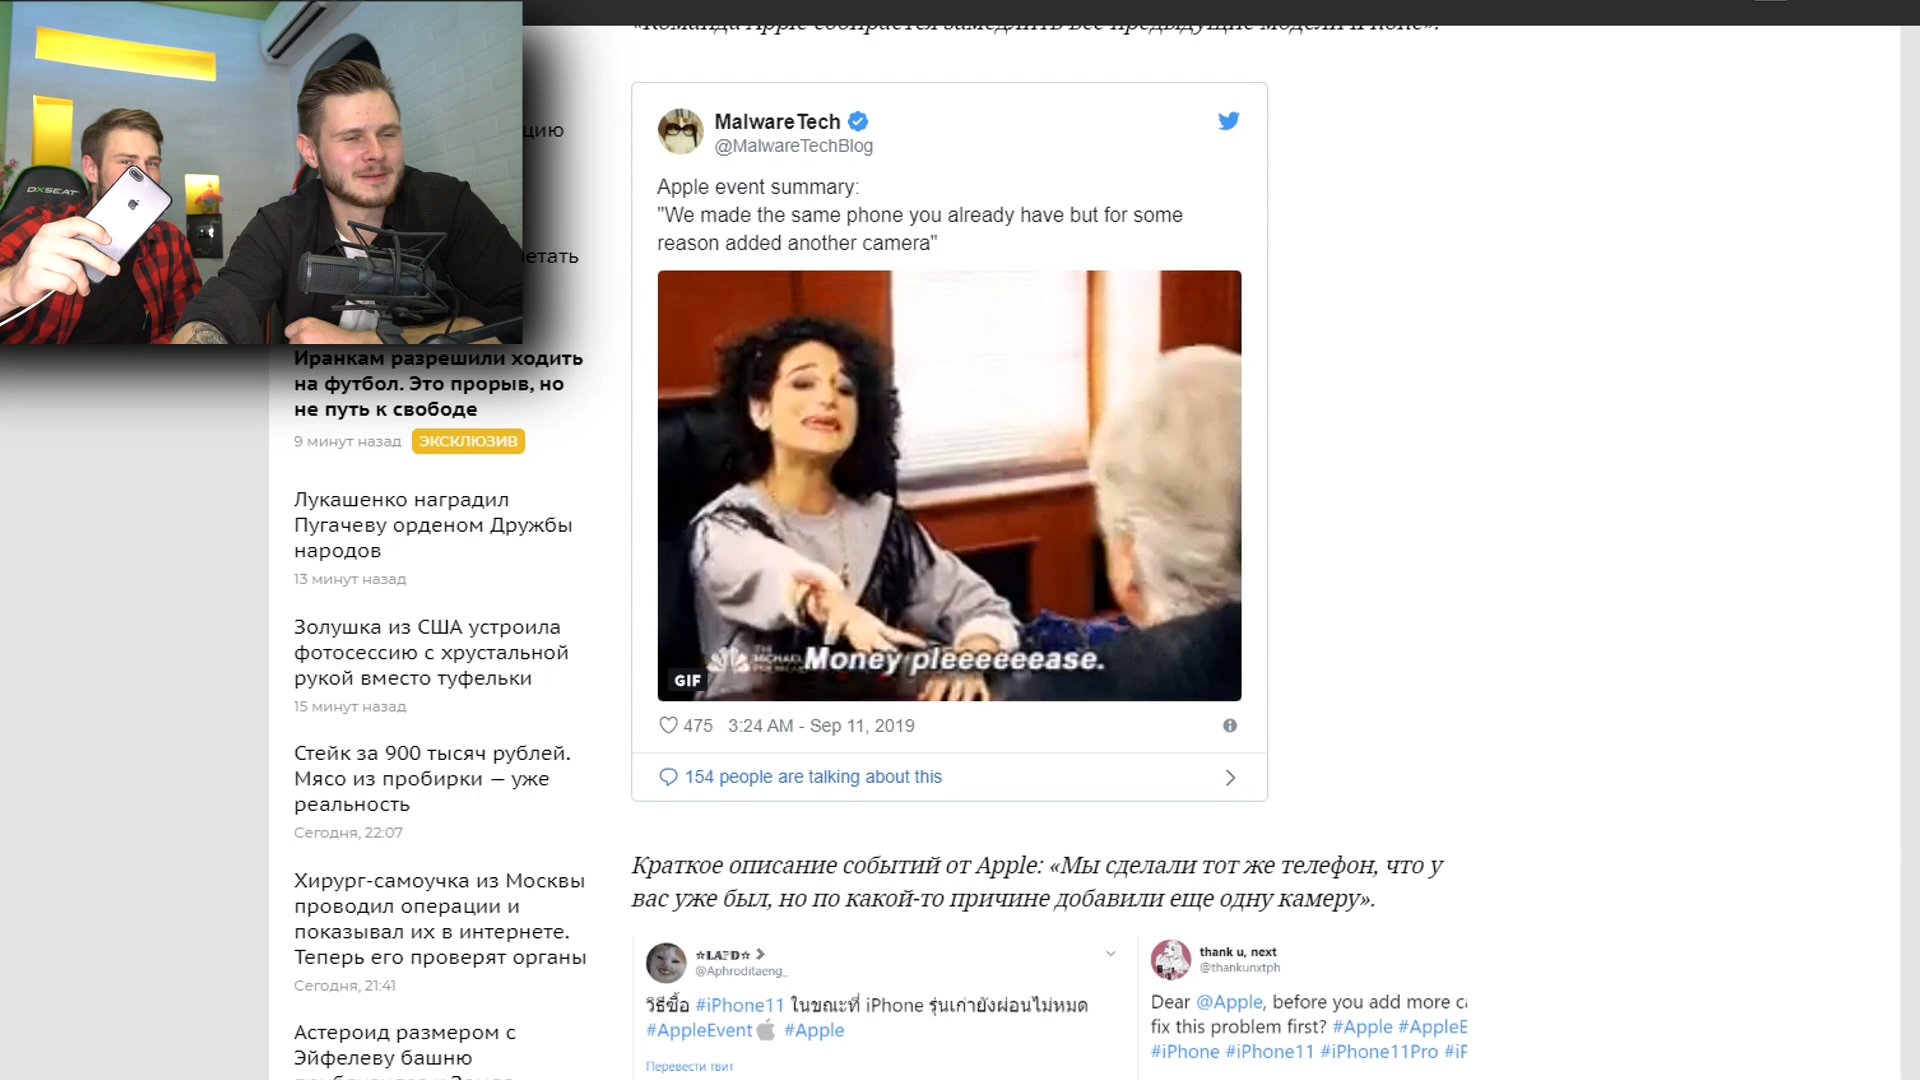 «Команда Apple собирается замедлить все предыдущие модели iPhone».
DXSEAT
цию
летать
Иранкам разрешили ходить
на футбол. Это прорыв, но
не путь к свободе
9 минут назад ЭКСКЛЮЗИВ
Лукашенко наградил
Пугачеву орденом Дружбы
народов
13 минут назад
Золушка из США устроила
фотосессию с хрустальной
рукой вместо туфельки
15 минут назад
Стейк за 900 тысяч рублей.
Мясо из пробирки — уже
реальность
Сегодня, 22:07
Хирург-самоучка из Москвы
проводил операции и
показывал их в интернете.
Теперь его проверят органы
Сегодня, 21:41
Астероид размером с
Эйфелеву башню
MalwareTech
@MalwareTechBlog
Apple event summary:
"We made the same phone you already have but for some
reason added another camera"
Money pleeeeeease.
GIF
475 3:24 AM - Sep 11, 2019
154 people are talking about this
Краткое описание событий от Apple: «Мы сделали тот же телефон, что у
вас уже был, но по какой-то причине добавили еще одну камеру».
@Aphroditaeng_
วิธีซื้อ #iPhone11 ในขณะที่ iPhone รุ่นเก่ายังผ่อนไม่หมด
#AppleEvent #Apple
Перевести твит
thank u, next
@thankunxtph
Dear @Apple, before you add more ca
fix this problem first? #Apple #AppleE
#iPhone #iPhone11 #iPhone11Pro #iP